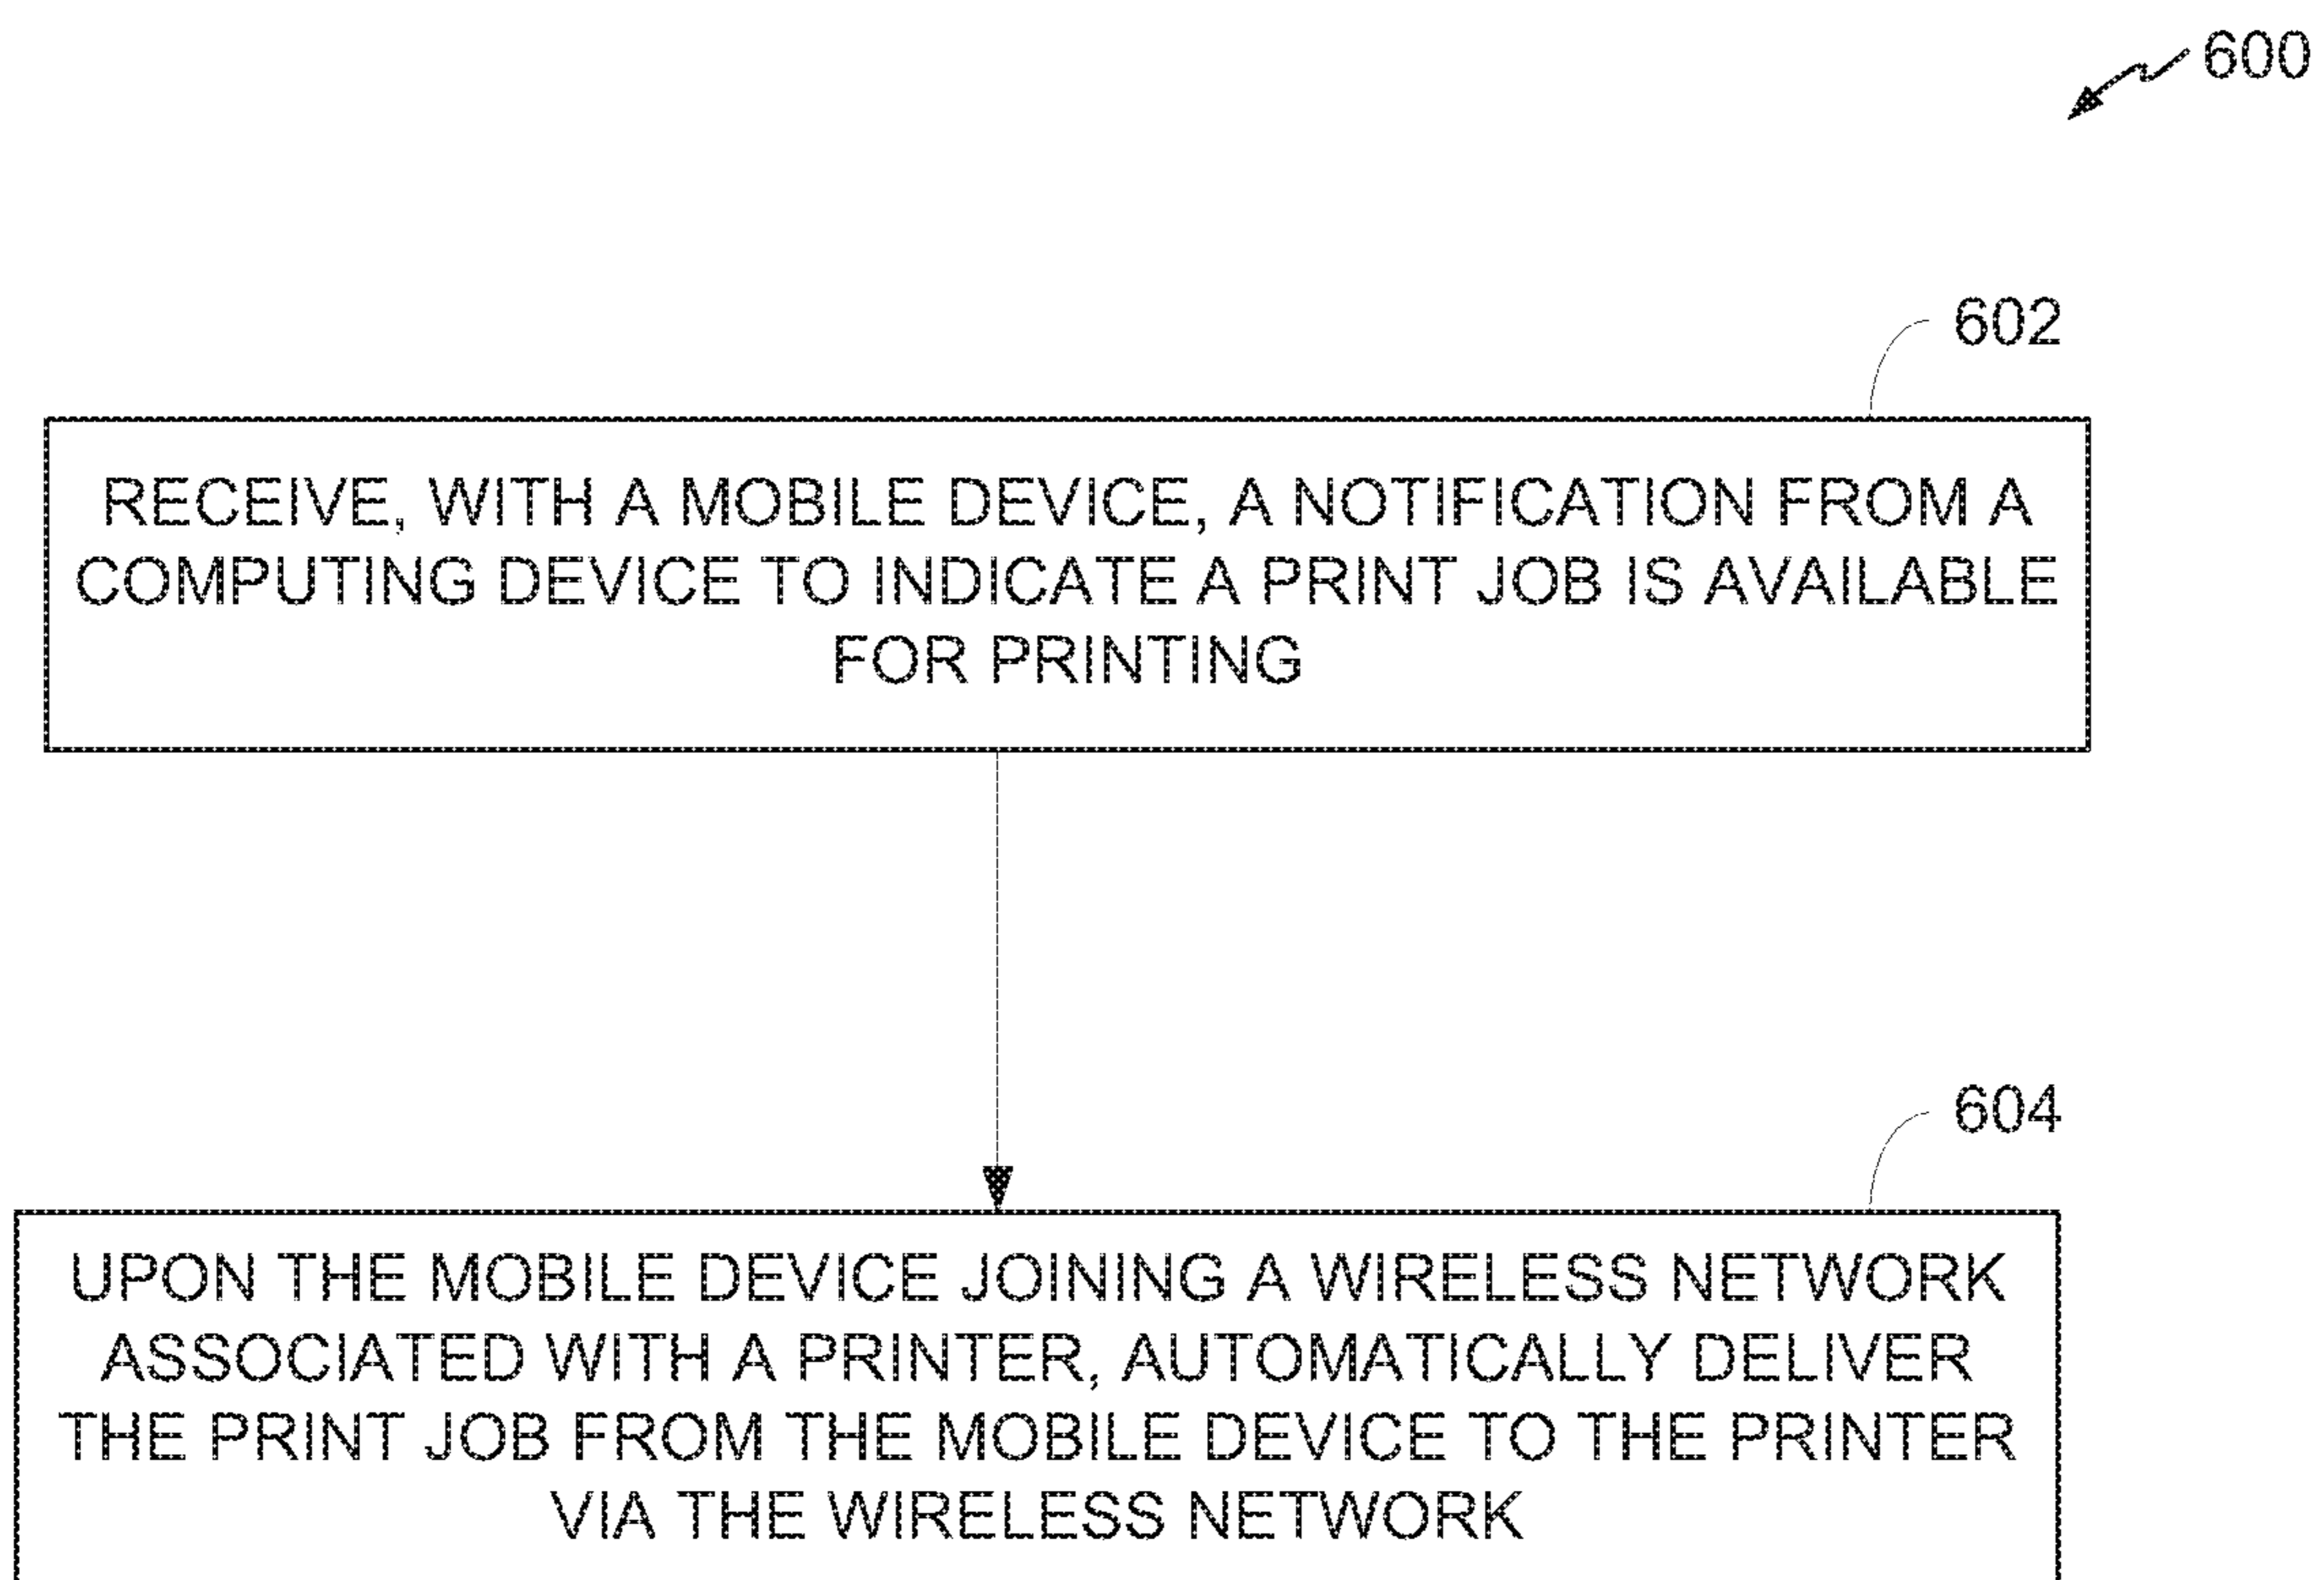 600
602
RECEIVE, WITH A MOBILE DEVICE, A NOTIFICATION FROM A
COMPUTING DEVICE TO INDICATE A PRINT JOB IS AVAILABLE
FOR PRINTING
604
UPON THE MOBILE DEVICE JOINING A WIRELESS NETWORK
ASSOCIATED WITH A PRINTER, AUTOMATICALLY DELIVER
THE PRINT JOB FROM THE MOBILE DEVICE TO THE PRINTER
VIA THE WIRELESS NETWORK